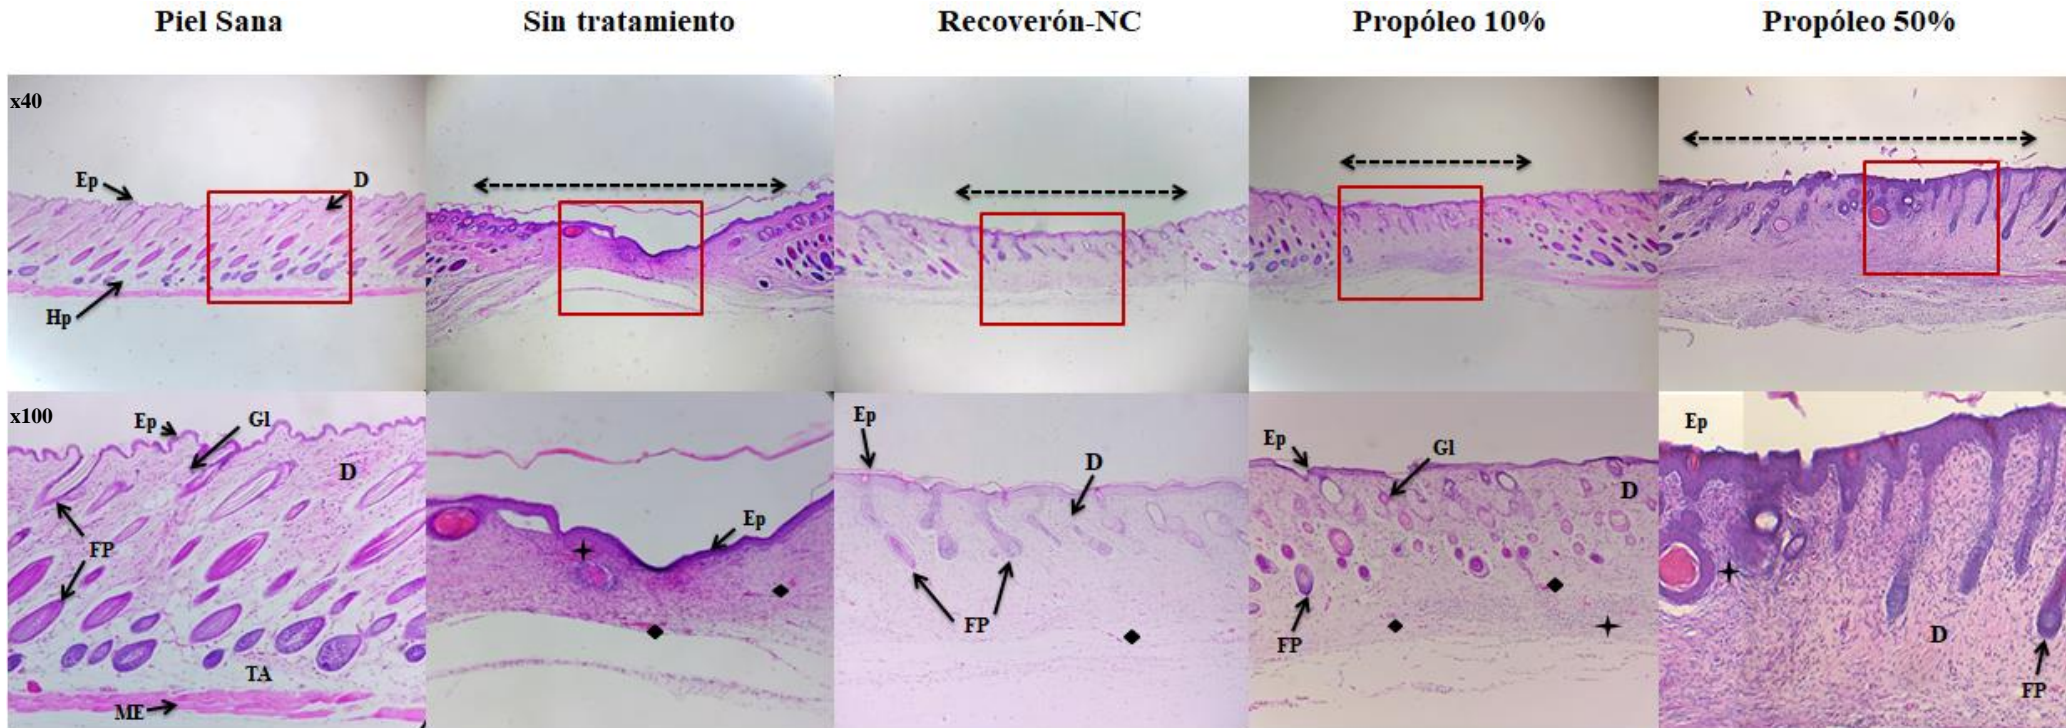 Piel Sana
Sin tratamiento
Recoverón-NC
Propóleo 10%
Propóleo 50%
x40
Ep
D
Hp
x100
Ep
Gl
D
FP
TA
ME
Ep
Ep
D
FP
Ep
Gl
D
FP
Ep
D
FP